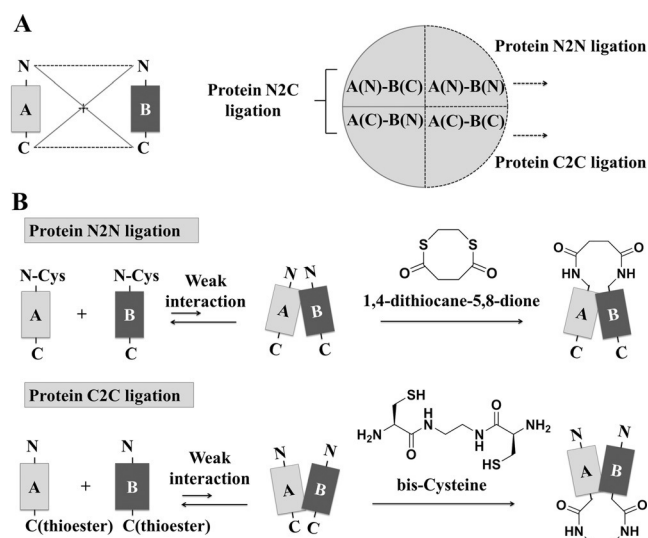 A
N N
A + B
C C
Protein N2C
ligation
A(N)-B(C) A(N)-B(N)
A(C)-B(N) A(C)-B(C)
Protein N2N ligation
Protein C2C ligation
B
Protein N2N ligation
N-Cys N-Cys
A + B
C C
Weak
interaction
N N
A B
C C
S
S
O
O
1,4-dithiocane-5,8-dione
O O
NH HN
A B
C C
Protein C2C ligation
N N
A + B
C(thioester) C(thioester)
Weak
interaction
N N
A B
C C
SH
H
N
O
NH2
H2N
O
N
H
HS
bis-Cysteine
N N
A B
O O
NH HN